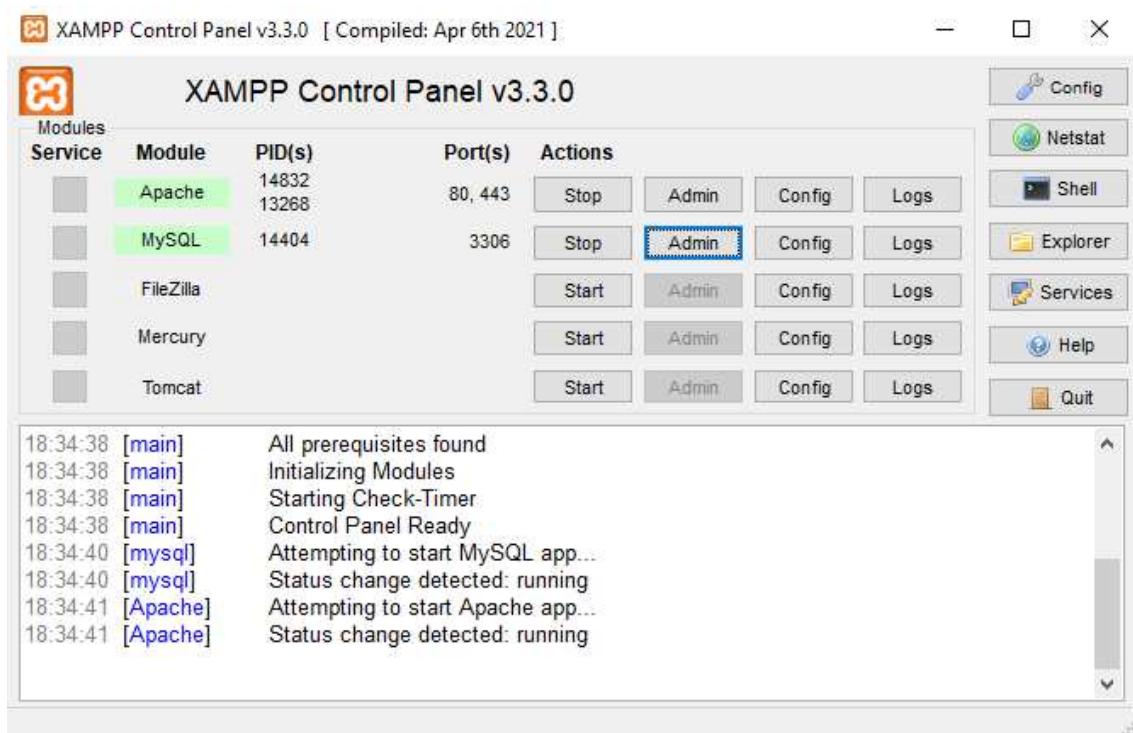 XAMPP Control Panel v3.3.0 [ Compiled: Apr 6th 2021 ]
XAMPP Control Panel v3.3.0
Config
Modules
Service Module PID(s) Port(s) Actions
Netstat
Apache 14832 13268 80, 443 Stop Admin Config Logs
Shell
MySQL 14404 3306 Stop Admin Config Logs
Explorer
FileZilla Start Admin Config Logs
Services
Mercury Start Admin Config Logs
Help
Tomcat Start Admin Config Logs
Quit
18:34:38 [main] All prerequisites found
18:34:38 [main] Initializing Modules
18:34:38 [main] Starting Check-Timer
18:34:38 [main] Control Panel Ready
18:34:40 [mysql] Attempting to start MySQL app...
18:34:40 [mysql] Status change detected: running
18:34:41 [Apache] Attempting to start Apache app...
18:34:41 [Apache] Status change detected: running